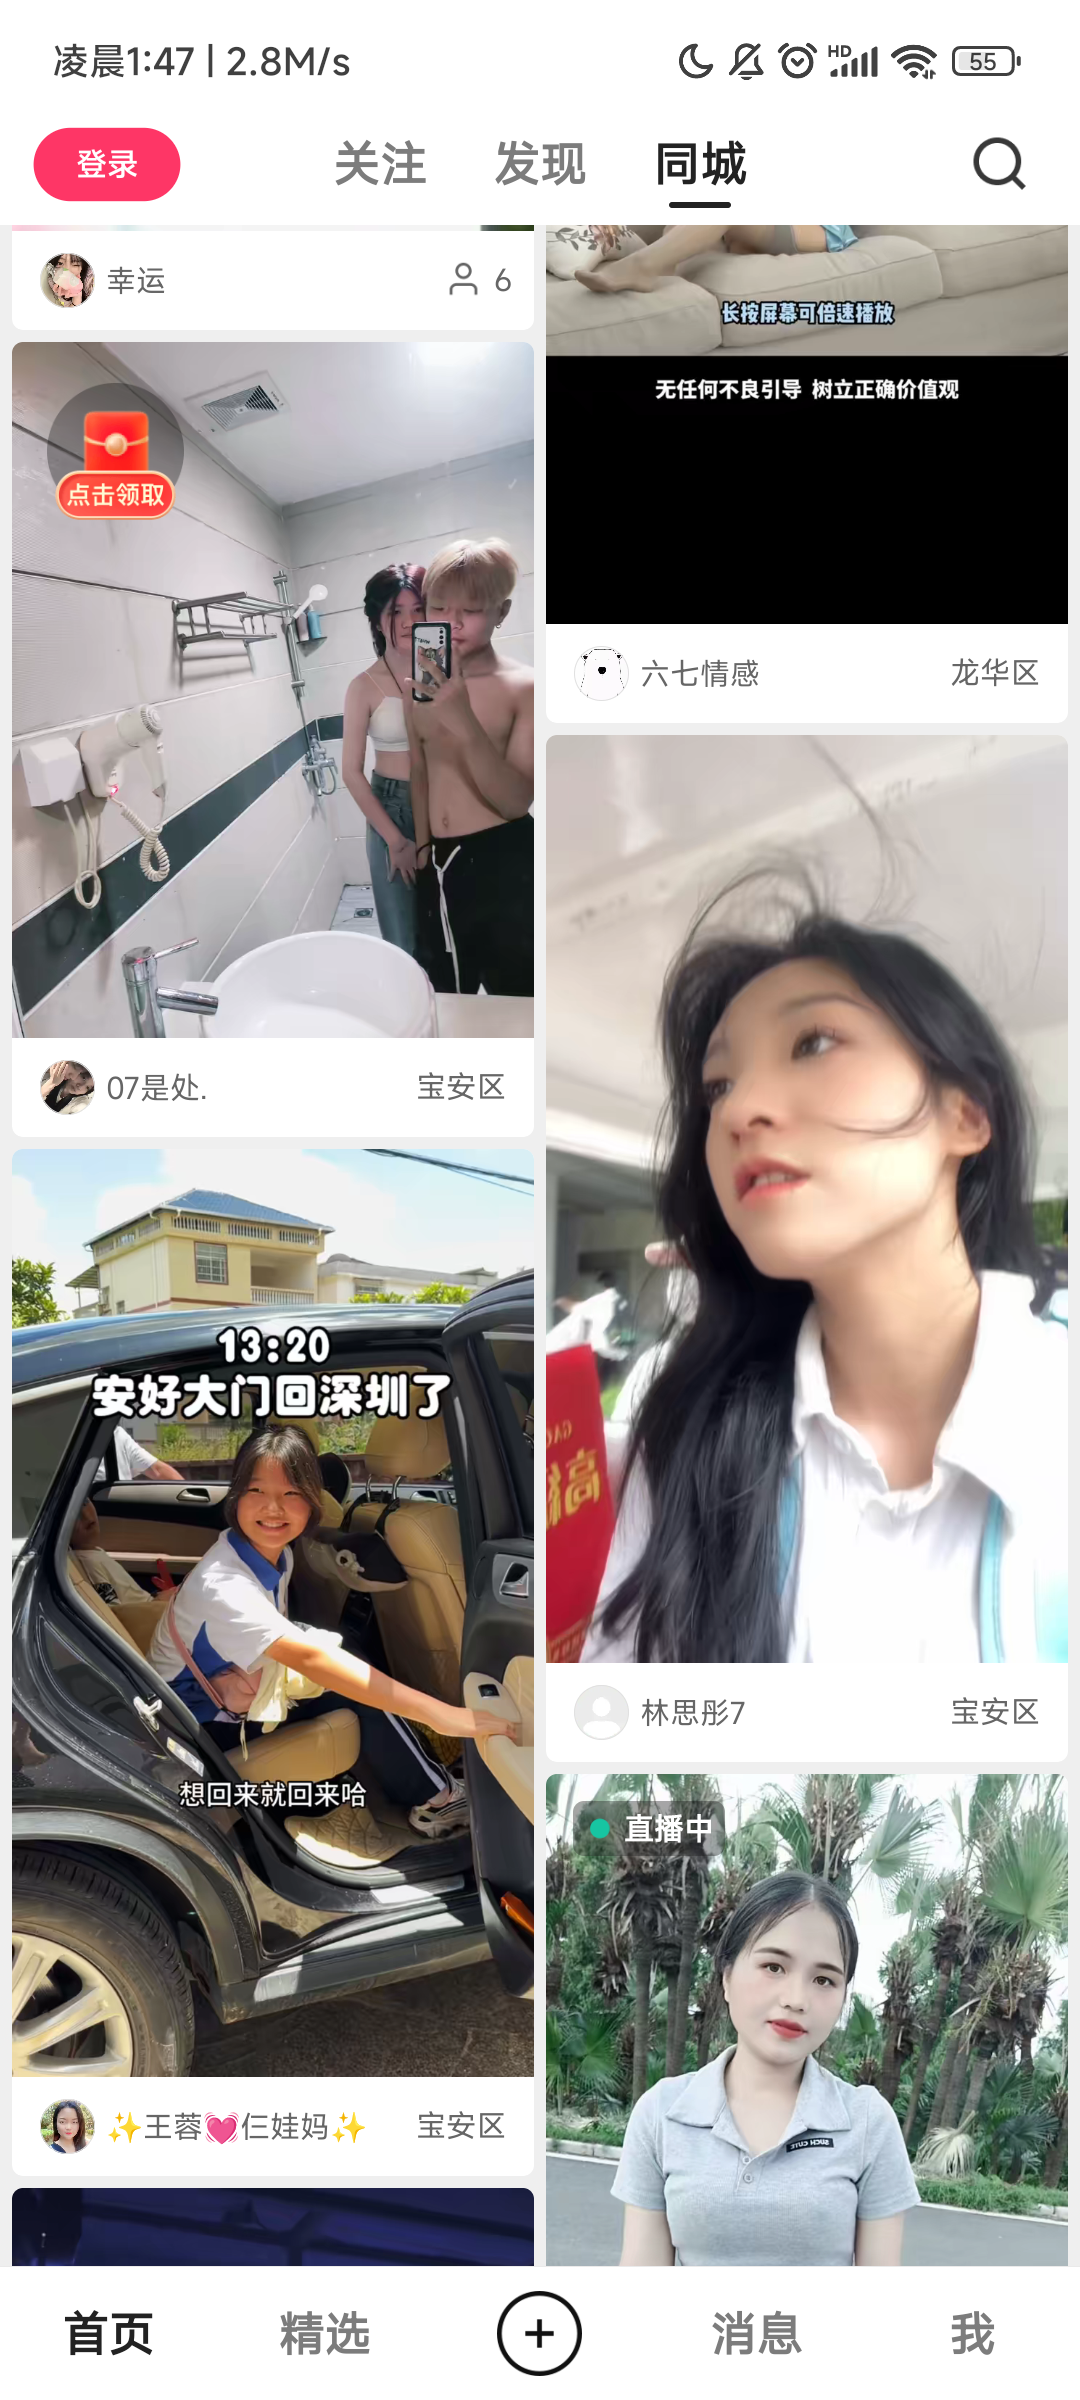 凌晨1:47 | 2.8M/s
HD
55
登录
关注
发现
同城
幸运
6
长按屏幕可倍速播放
无任何不良引导 树立正确价值观
六七情感
龙华区
点击领取
07是处.
宝安区
13:20
安好大门回深圳了
想回来就回来哈
✨王蓉💓仨娃妈✨
宝安区
林思彤7
宝安区
直播中
首页
精选
消息
我